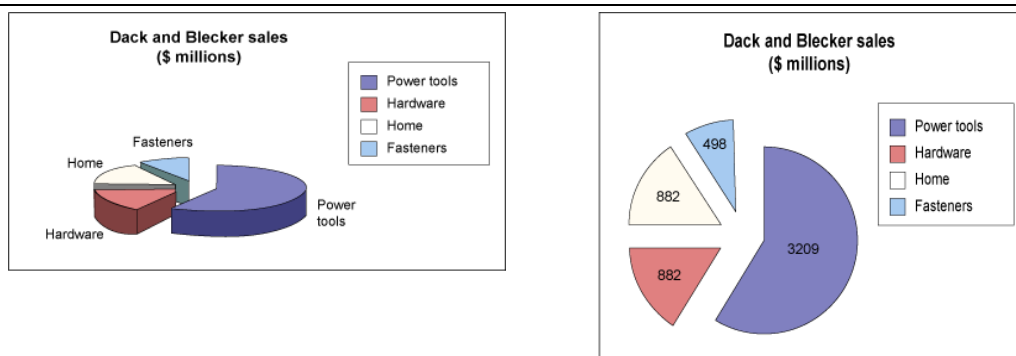 Dack and Blecker sales
($ millions)
Power tools
Hardware
Home
Fasteners
Fasteners
Home
Power
tools
Hardware
Dack and Blecker sales
($ millions)
Power tools
Hardware
Home
Fasteners
498
882
3209
882